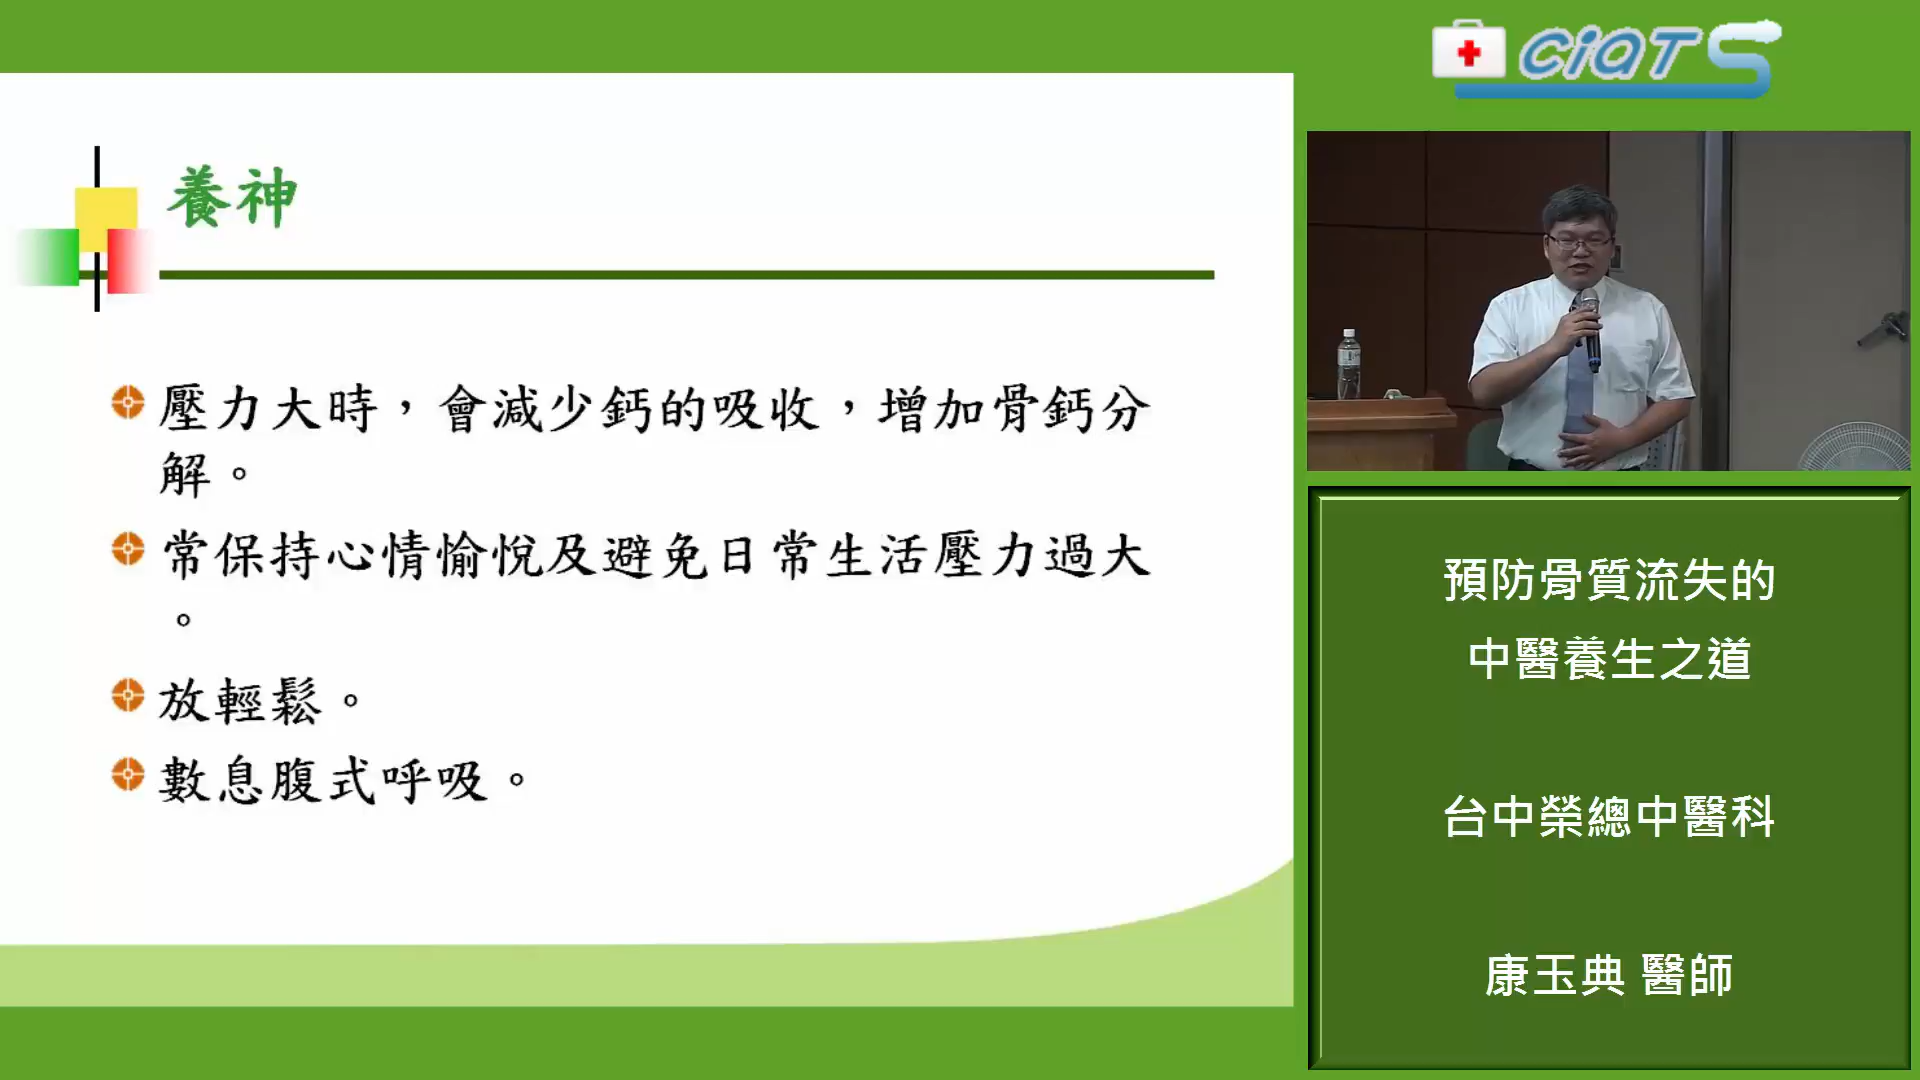 養神
壓力大時，會減少鈣的吸收，增加骨鈣分
解。
常保持心情愉悅及避免日常生活壓力過大
。
放輕鬆。
數息腹式呼吸。
CiQTS
預防骨質流失的
中醫養生之道
台中榮總中醫科
康玉典 醫師